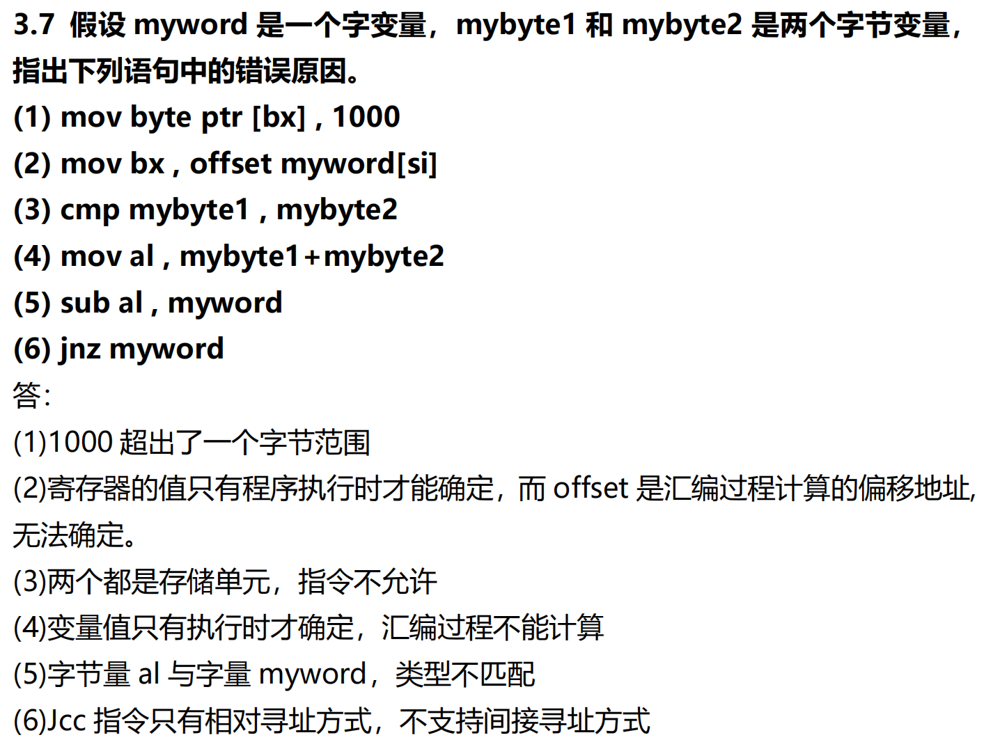 3.7 假设 myword 是一个字变量，mybyte1 和 mybyte2 是两个字节变量，
指出下列语句中的错误原因。
(1) mov byte ptr [bx] , 1000
(2) mov bx , offset myword[si]
(3) cmp mybyte1 , mybyte2
(4) mov al , mybyte1+mybyte2
(5) sub al , myword
(6) jnz myword
答：
(1)1000 超出了一个字节范围
(2)寄存器的值只有程序执行时才能确定，而 offset 是汇编过程计算的偏移地址,
无法确定。
(3)两个都是存储单元，指令不允许
(4)变量值只有执行时才确定，汇编过程不能计算
(5)字节量 al 与字量 myword，类型不匹配
(6)Jcc 指令只有相对寻址方式，不支持间接寻址方式